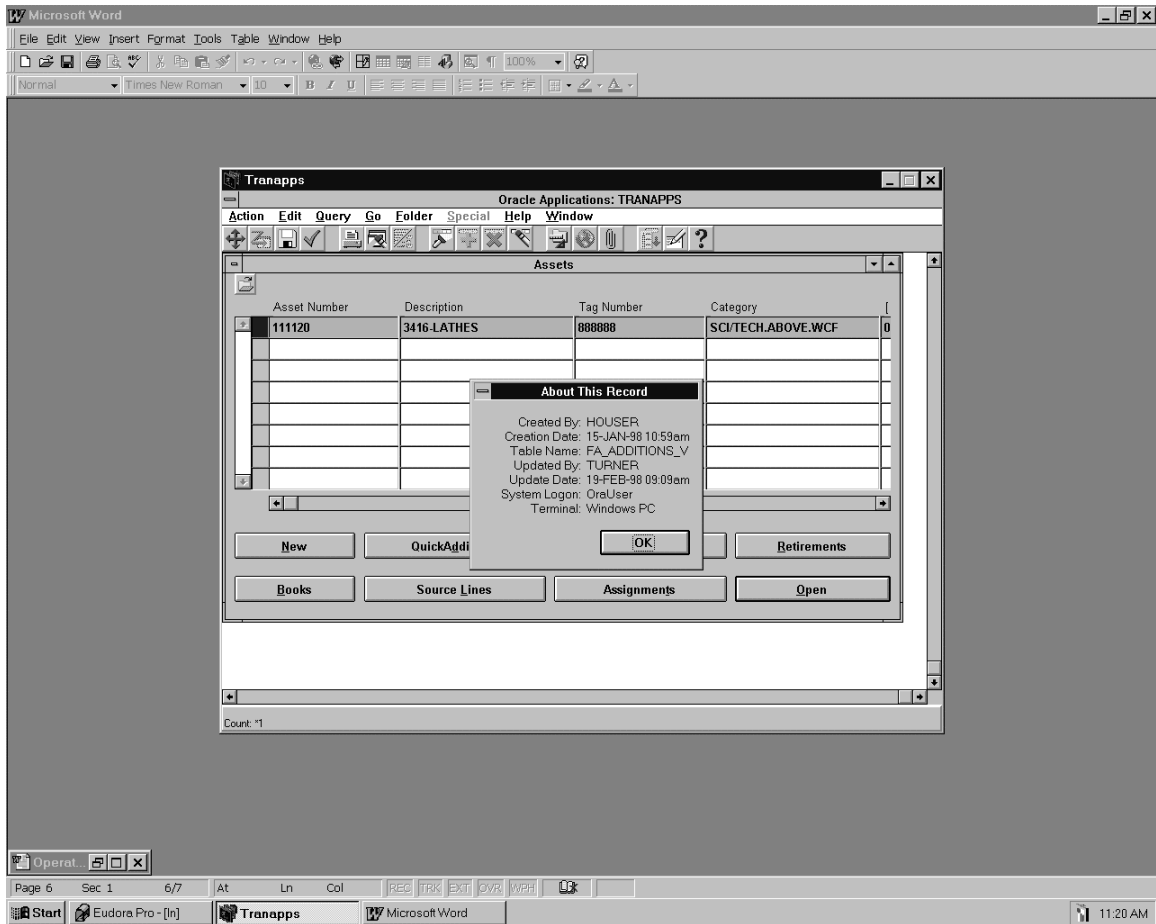 Microsoft Word
File Edit View Insert Format Tools Table Window Help
100%
Normal Times New Roman 10 B I U
Tranapps
Oracle Applications: TRANAPPS
Action Edit Query Go Folder Special Help Window
Assets
Asset Number Description Tag Number Category [
111120 3416-LATHES 888888 SCI/TECH.ABOVE.WCF 0
About This Record
Created By: HOUSER
Creation Date: 15-JAN-98 10:59am
Table Name: FA_ADDITIONS_V
Updated By: TURNER
Update Date: 19-FEB-98 09:09am
System Logon: OraUser
Terminal: Windows PC
OK
New QuickAddi Retirements
Books Source Lines Assignments Open
Count: *1
Operat...
Page 6 Sec 1 6/7 At Ln Col REC TRK EXT OVR WPH
Start Eudora Pro - [In] Tranapps Microsoft Word 11:20 AM